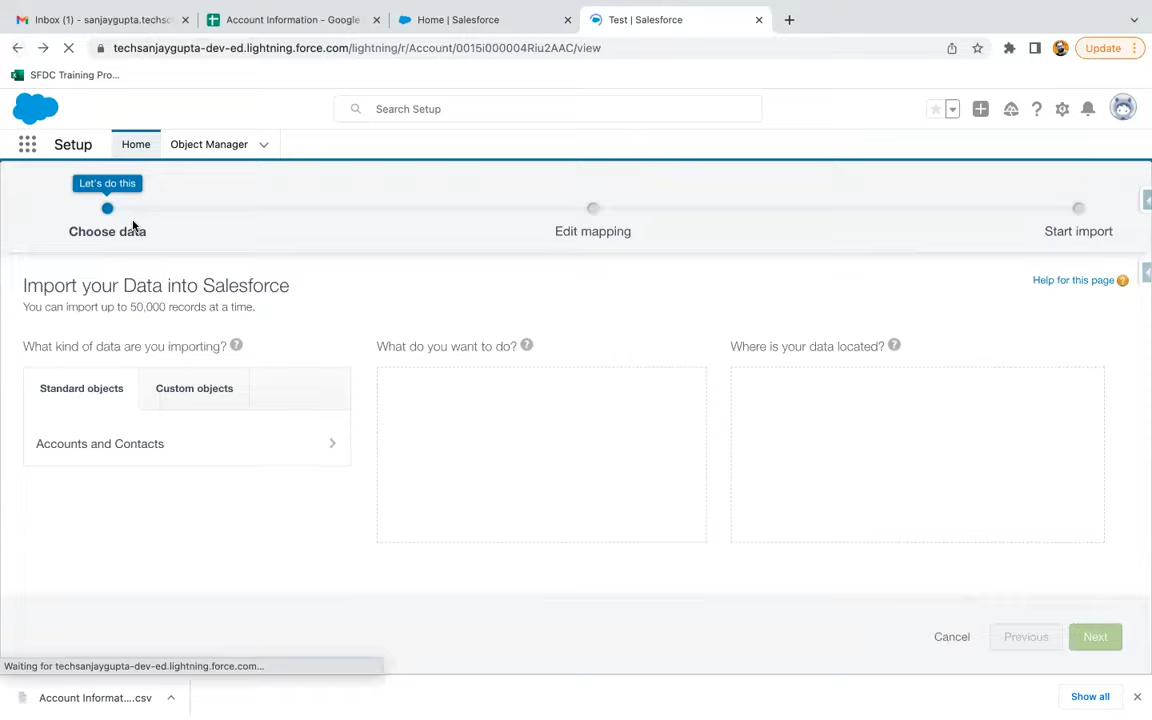 Inbox (1) - sanjaygupta.techsc
Account Information - Google
Home | Salesforce
Test | Salesforce
techsanjaygupta-dev-ed.lightning.force.com/lightning/r/Account/0015i000004Riu2AAC/view
Update
SFDC Training Pro...
Search Setup
Setup
Home
Object Manager
Let's do this
Choose data
Edit mapping
Start import
Import your Data into Salesforce
Help for this page
You can import up to 50,000 records at a time.
What kind of data are you importing?
What do you want to do?
Where is your data located?
Standard objects
Custom objects
Accounts and Contacts
Cancel
Previous
Next
Waiting for techsanjaygupta-dev-ed.lightning.force.com...
Account Informat....csv
Show all